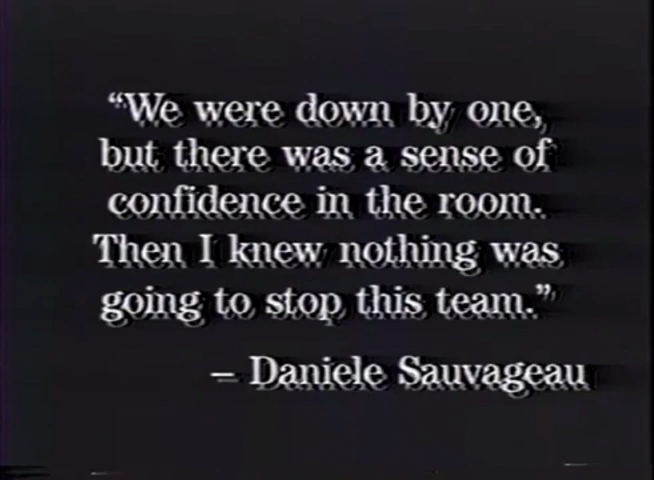 “We were down by one,
but there was a sense of
confidence in the room.
Then I knew nothing was
going to stop this team.”
– Daniele Sauvageau